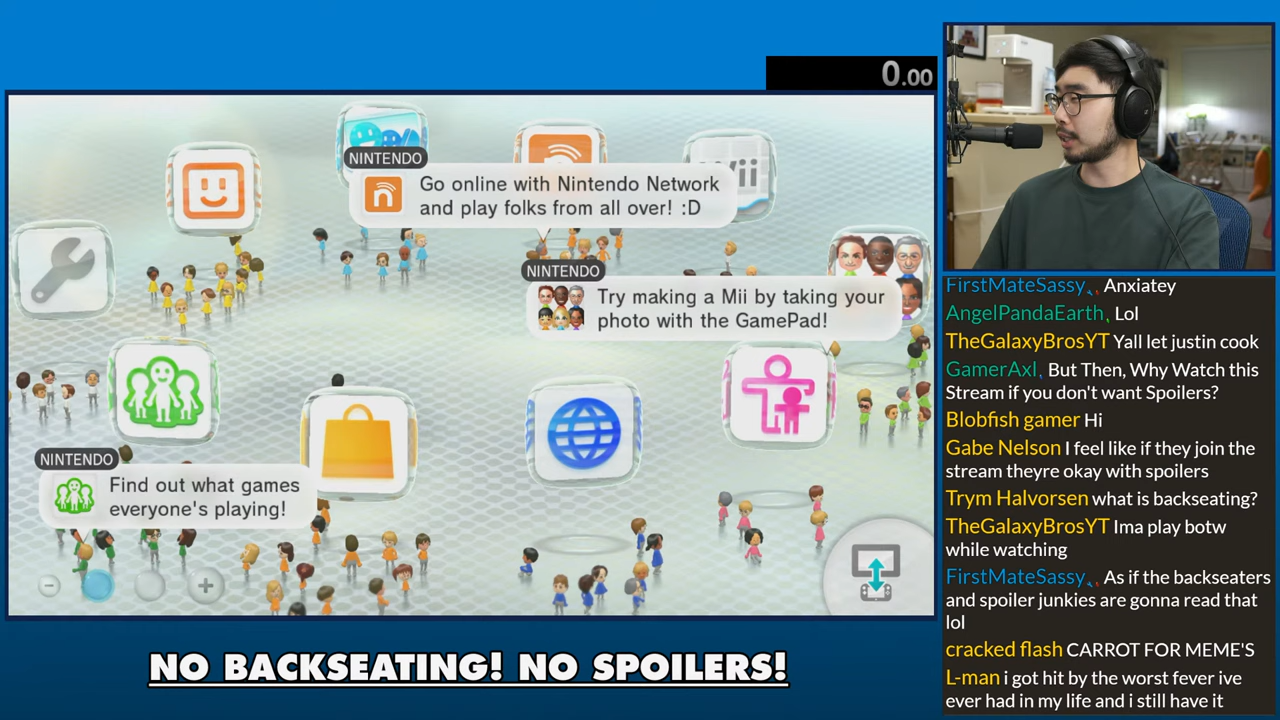 0.00
NINTENDO
Go online with Nintendo Network
and play folks from all over! :D
Wii
NINTENDO
Try making a Mii by taking your
photo with the GamePad!
NINTENDO
Find out what games
everyone's playing!
NO BACKSEATING! NO SPOILERS!
FirstMateSassy Anxiatey
AngelPandaEarth Lol
TheGalaxyBrosYT Yall let justin cook
GamerAxl But Then, Why Watch this
Stream if you don't want Spoilers?
Blobfish gamer Hi
Gabe Nelson I feel like if they join the
stream theyre okay with spoilers
Trym Halvorsen what is backseating?
TheGalaxyBrosYT Ima play botw
while watching
FirstMateSassy As if the backseaters
and spoiler junkies are gonna read that
lol
cracked flash CARROT FOR MEME'S
L-man i got hit by the worst fever ive
ever had in my life and i still have it